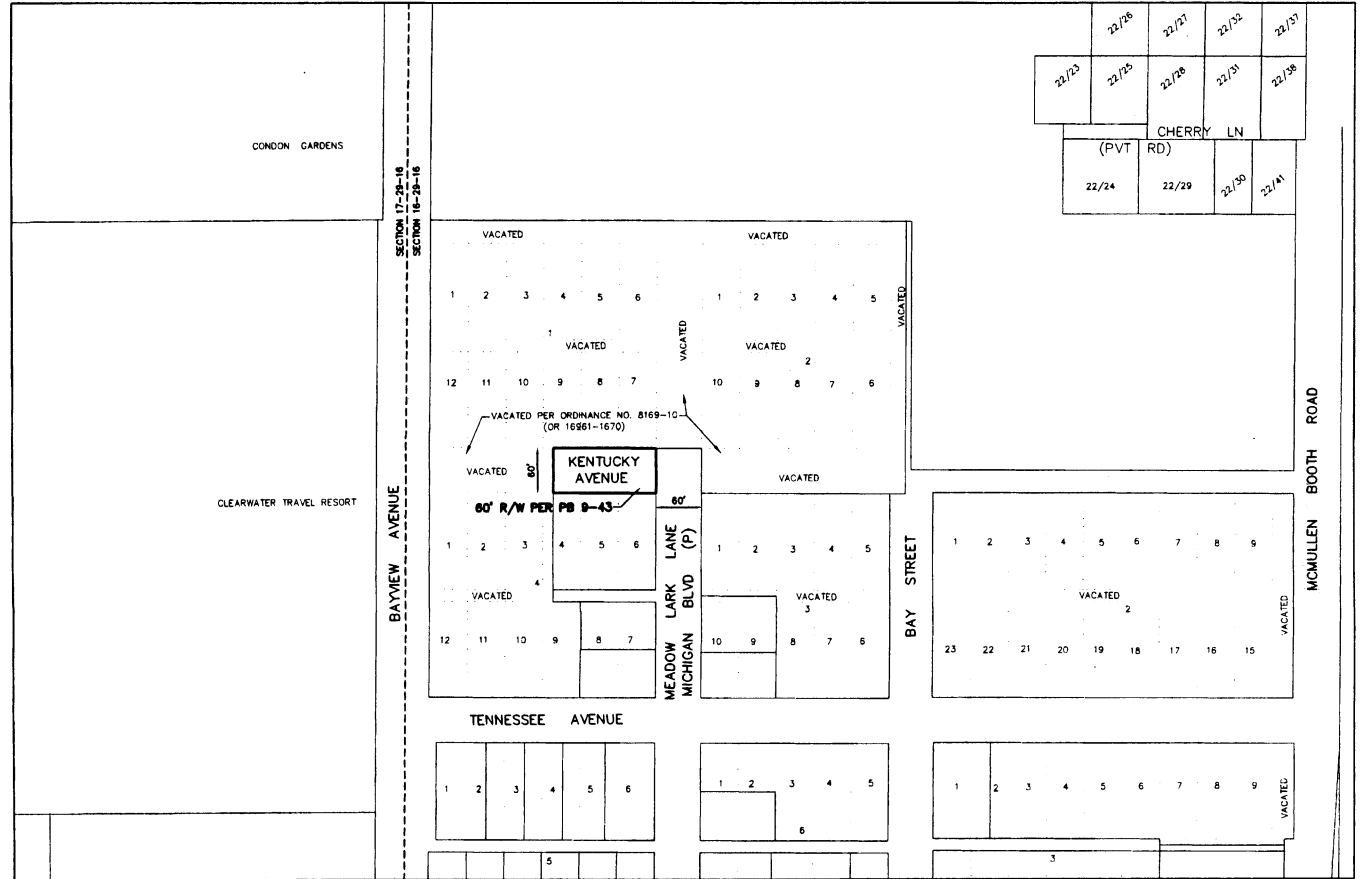 22/26 22/27 22/32 22/37
22/23 22/25 22/28 22/31 22/38
CHERRY LN
(PVT RD)
22/24 22/29 22/30 22/41
CONDON GARDENS
SECTION 17-29-16
SECTION 16-29-16
VACATED VACATED
1 2 3 4 5 6 1 2 3 4 5
VACATED
1
VACATED VACATED VACATED
2
12 11 10 9 8 7 10 9 8 7 6
VACATED PER ORDINANCE NO. 8169-10
(OR 16961-1670)
VACATED 60' KENTUCKY
AVENUE
VACATED
CLEARWATER TRAVEL RESORT
60' R/W PER PB 9-43
60'
BAYVIEW AVENUE
MEADOW LARK LANE
MICHIGAN BLVD (P)
BAY STREET
MCMULLEN BOOTH ROAD
1 2 3 4 5 6 1 2 3 4 5 1 2 3 4 5 6 7 8 9
4
VACATED VACATED VACATED
3 2
VACATED
12 11 10 9 8 7 10 9 8 7 6 23 22 21 20 19 18 17 16 15
TENNESSEE AVENUE
1 2 3 4 5 6 1 2 3 4 5 1 2 3 4 5 6 7 8 9
VACATED
6
5 3